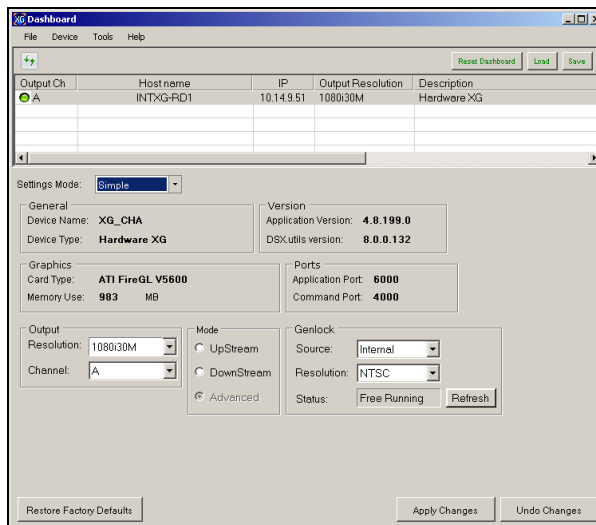 XG Dashboard
File Device Tools Help
Reset Dashboard Load Save
Output Ch Host name IP Output Resolution Description
A INTXG-RD1 10.14.9.51 1080i30M Hardware XG
Settings Mode: Simple
General
Device Name: XG_CHA
Device Type: Hardware XG
Version
Application Version: 4.8.199.0
DSX.utils version: 8.0.0.132
Graphics
Card Type: ATI FireGL V5600
Memory Use: 983 MB
Ports
Application Port: 6000
Command Port: 4000
Output
Resolution: 1080i30M
Channel: A
Mode
UpStream
DownStream
Advanced
Genlock
Source: Internal
Resolution: NTSC
Status: Free Running Refresh
Restore Factory Defaults Apply Changes Undo Changes